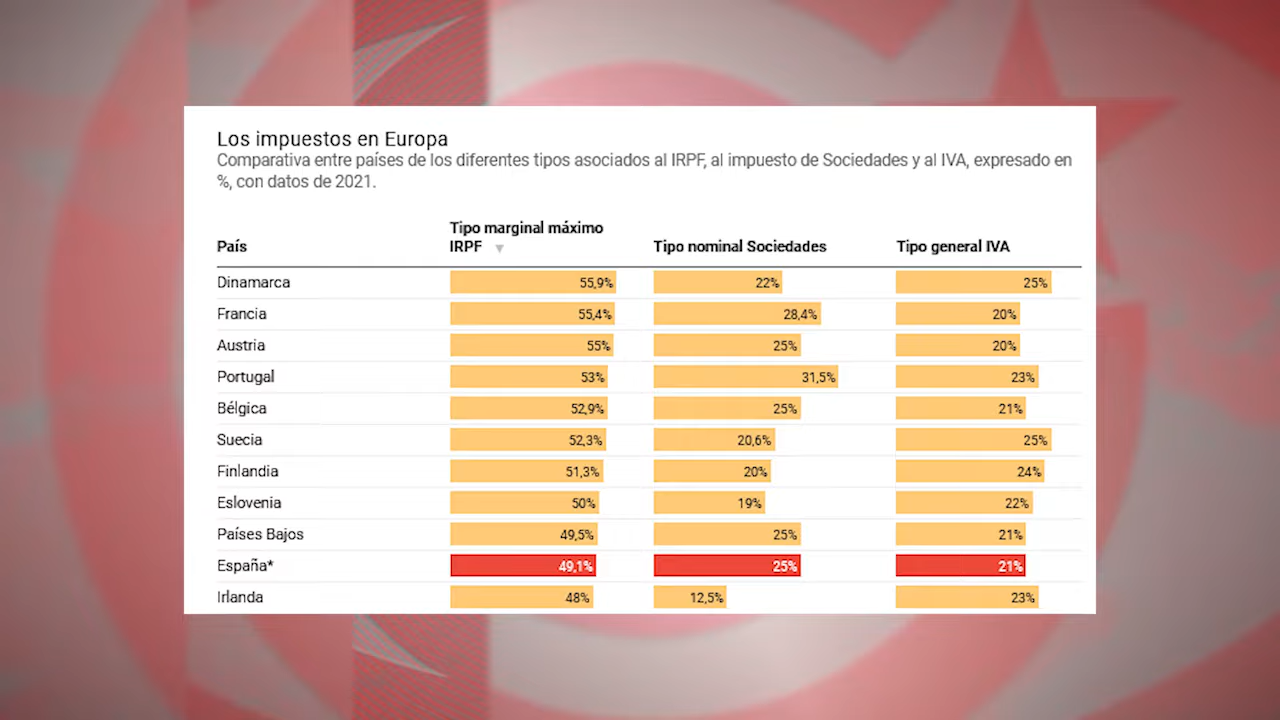 Los impuestos en Europa
Comparativa entre países de los diferentes tipos asociados al IRPF, al impuesto de Sociedades y al IVA, expresado en
%, con datos de 2021.
País Tipo marginal máximo IRPF Tipo nominal Sociedades Tipo general IVA
Dinamarca 55,9% 22% 25%
Francia 55,4% 28,4% 20%
Austria 55% 25% 20%
Portugal 53% 31,5% 23%
Bélgica 52,9% 25% 21%
Suecia 52,3% 20,6% 25%
Finlandia 51,3% 20% 24%
Eslovenia 50% 19% 22%
Países Bajos 49,5% 25% 21%
España* 49,1% 25% 21%
Irlanda 48% 12,5% 23%